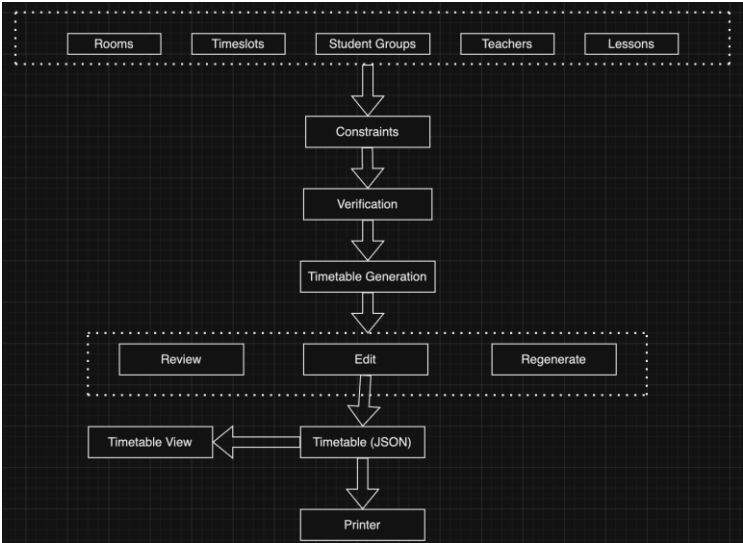 Rooms
Timeslots
Student Groups
Teachers
Lessons
Constraints
Verification
Timetable Generation
Review
Edit
Regenerate
Timetable View
Timetable (JSON)
Printer